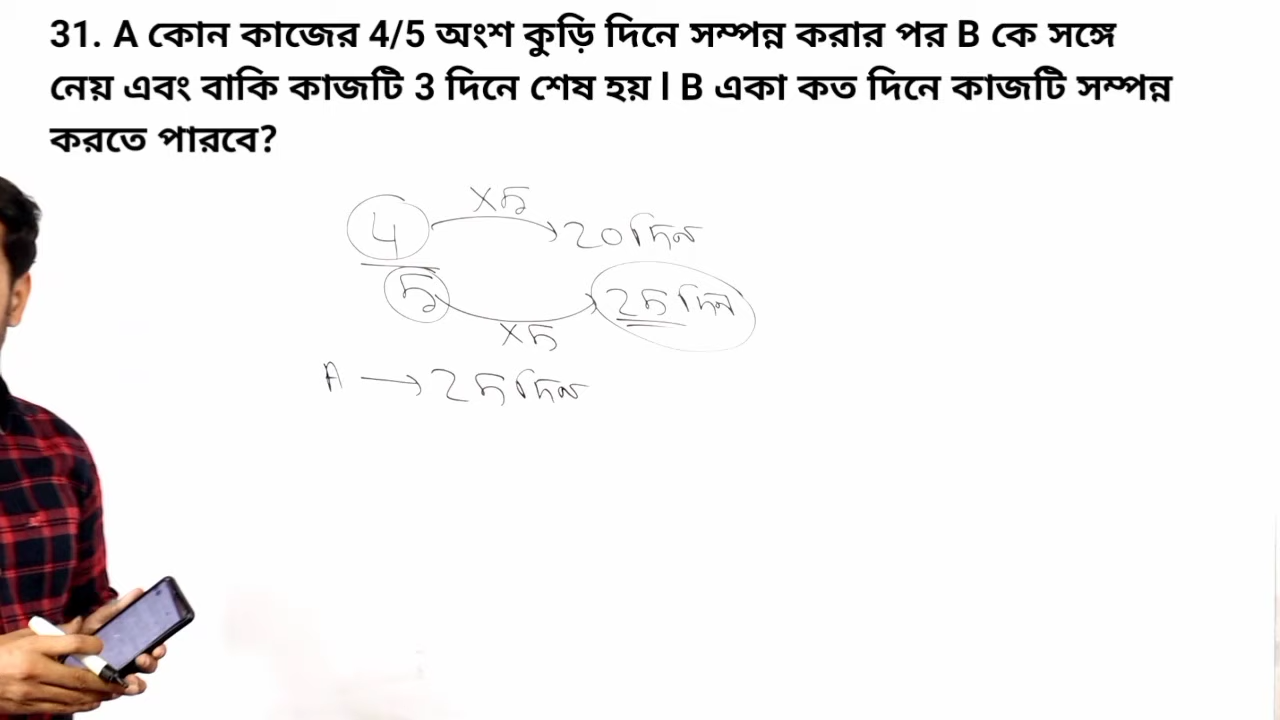 31. A কোন কাজের 4/5 অংশ কুড়ি দিনে সম্পন্ন করার পর B কে সঙ্গে
নেয় এবং বাকি কাজটি 3 দিনে শেষ হয় l B একা কত দিনে কাজটি সম্পন্ন
করতে পারবে?
×5
4 → 20 দিন
5 → 25 দিন
×5
A → 25 দিন